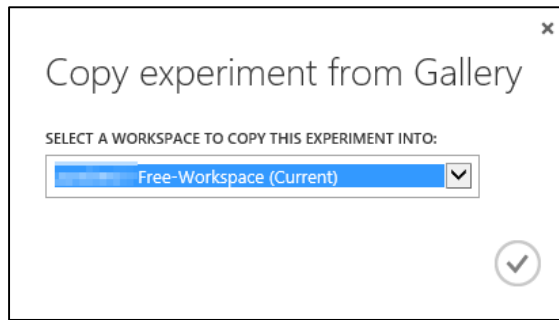 Copy experiment from Gallery
SELECT A WORKSPACE TO COPY THIS EXPERIMENT INTO:
Free-Workspace (Current)